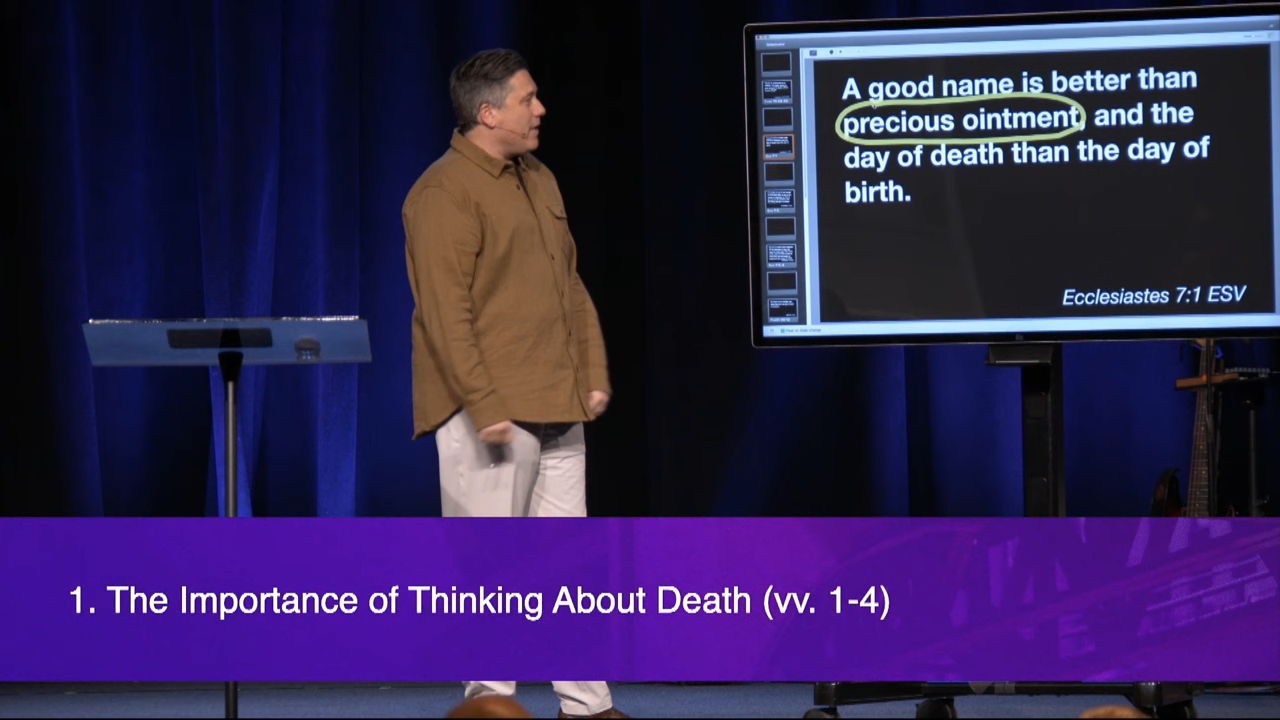 A good name is better than
precious ointment, and the
day of death than the day of
birth.
Ecclesiastes 7:1 ESV
1. The Importance of Thinking About Death (vv. 1-4)